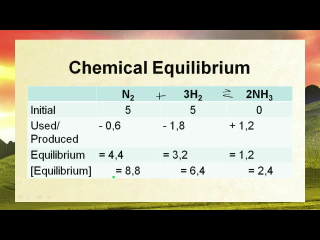 Chemical Equilibrium
N₂ + 3H₂ ⇌ 2NH₃
Initial 5 5 0
Used/ Produced - 0,6 - 1,8 + 1,2
Equilibrium = 4,4 = 3,2 = 1,2
[Equilibrium] = 8,8 = 6,4 = 2,4